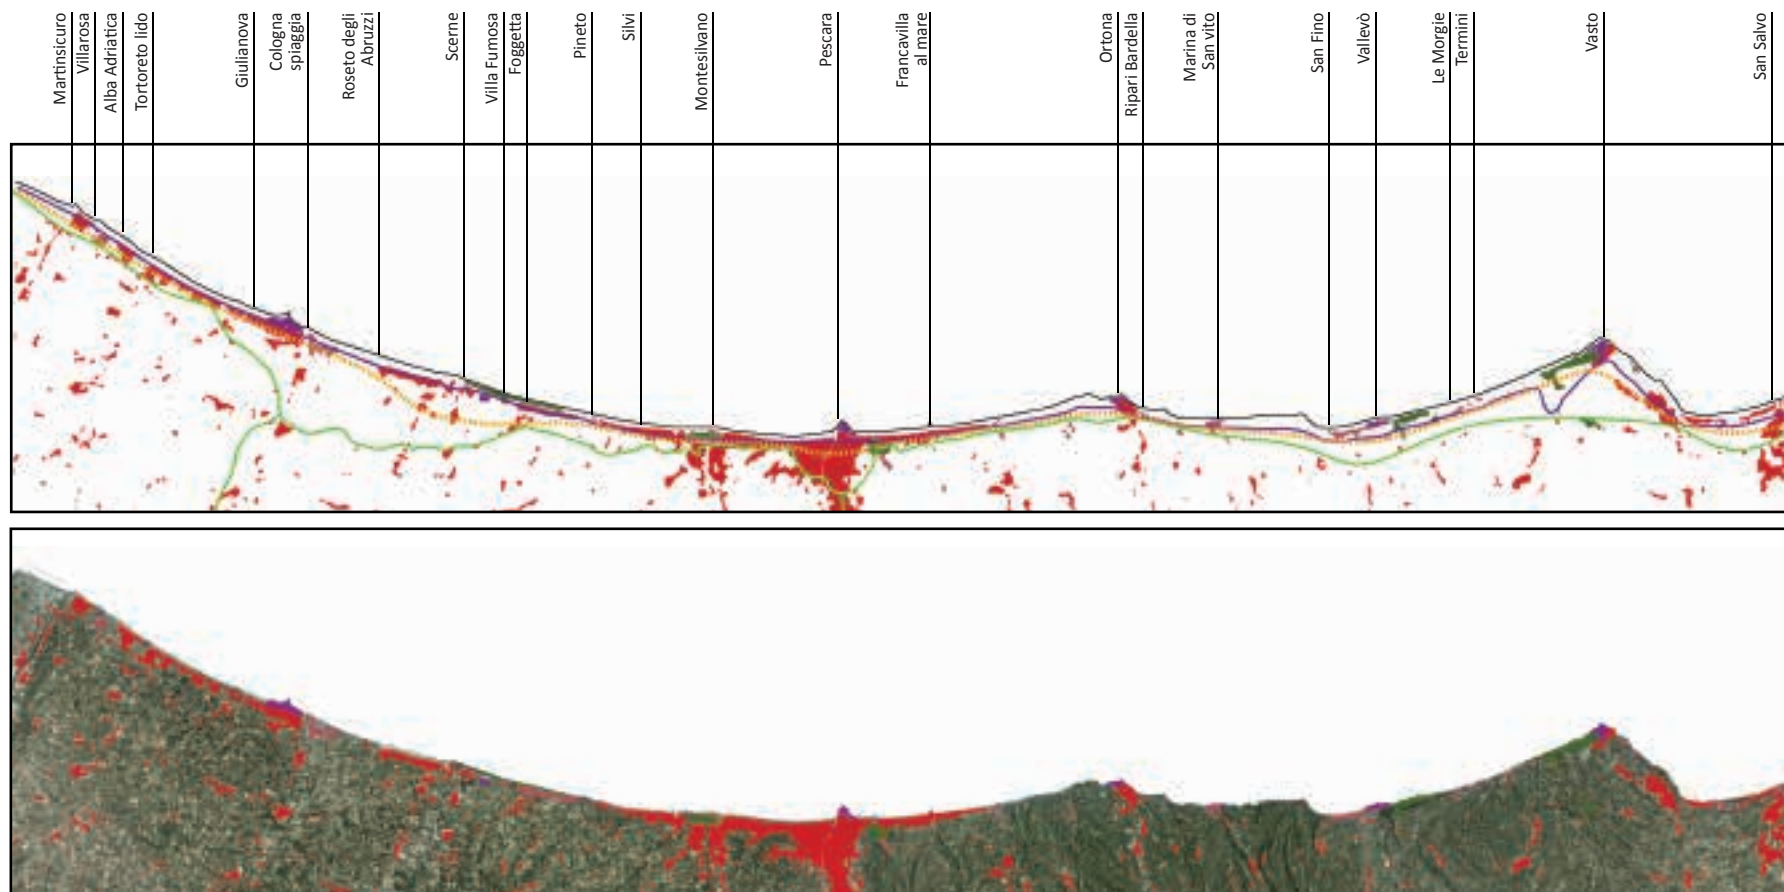 Martinsicuro
Villarosa
Alba Adriatica
Tortoreto lido
Giulianova
Cologna
spiaggia
Roseto degli
Abruzzi
Scerne
Villa Fumosa
Foggetta
Pineto
Silvi
Montesilvano
Pescara
Francavilla
al mare
Ortona
Ripari Bardella
Marina di
San vito
San Fino
Vallevò
Le Morgie
Termini
Vasto
San Salvo